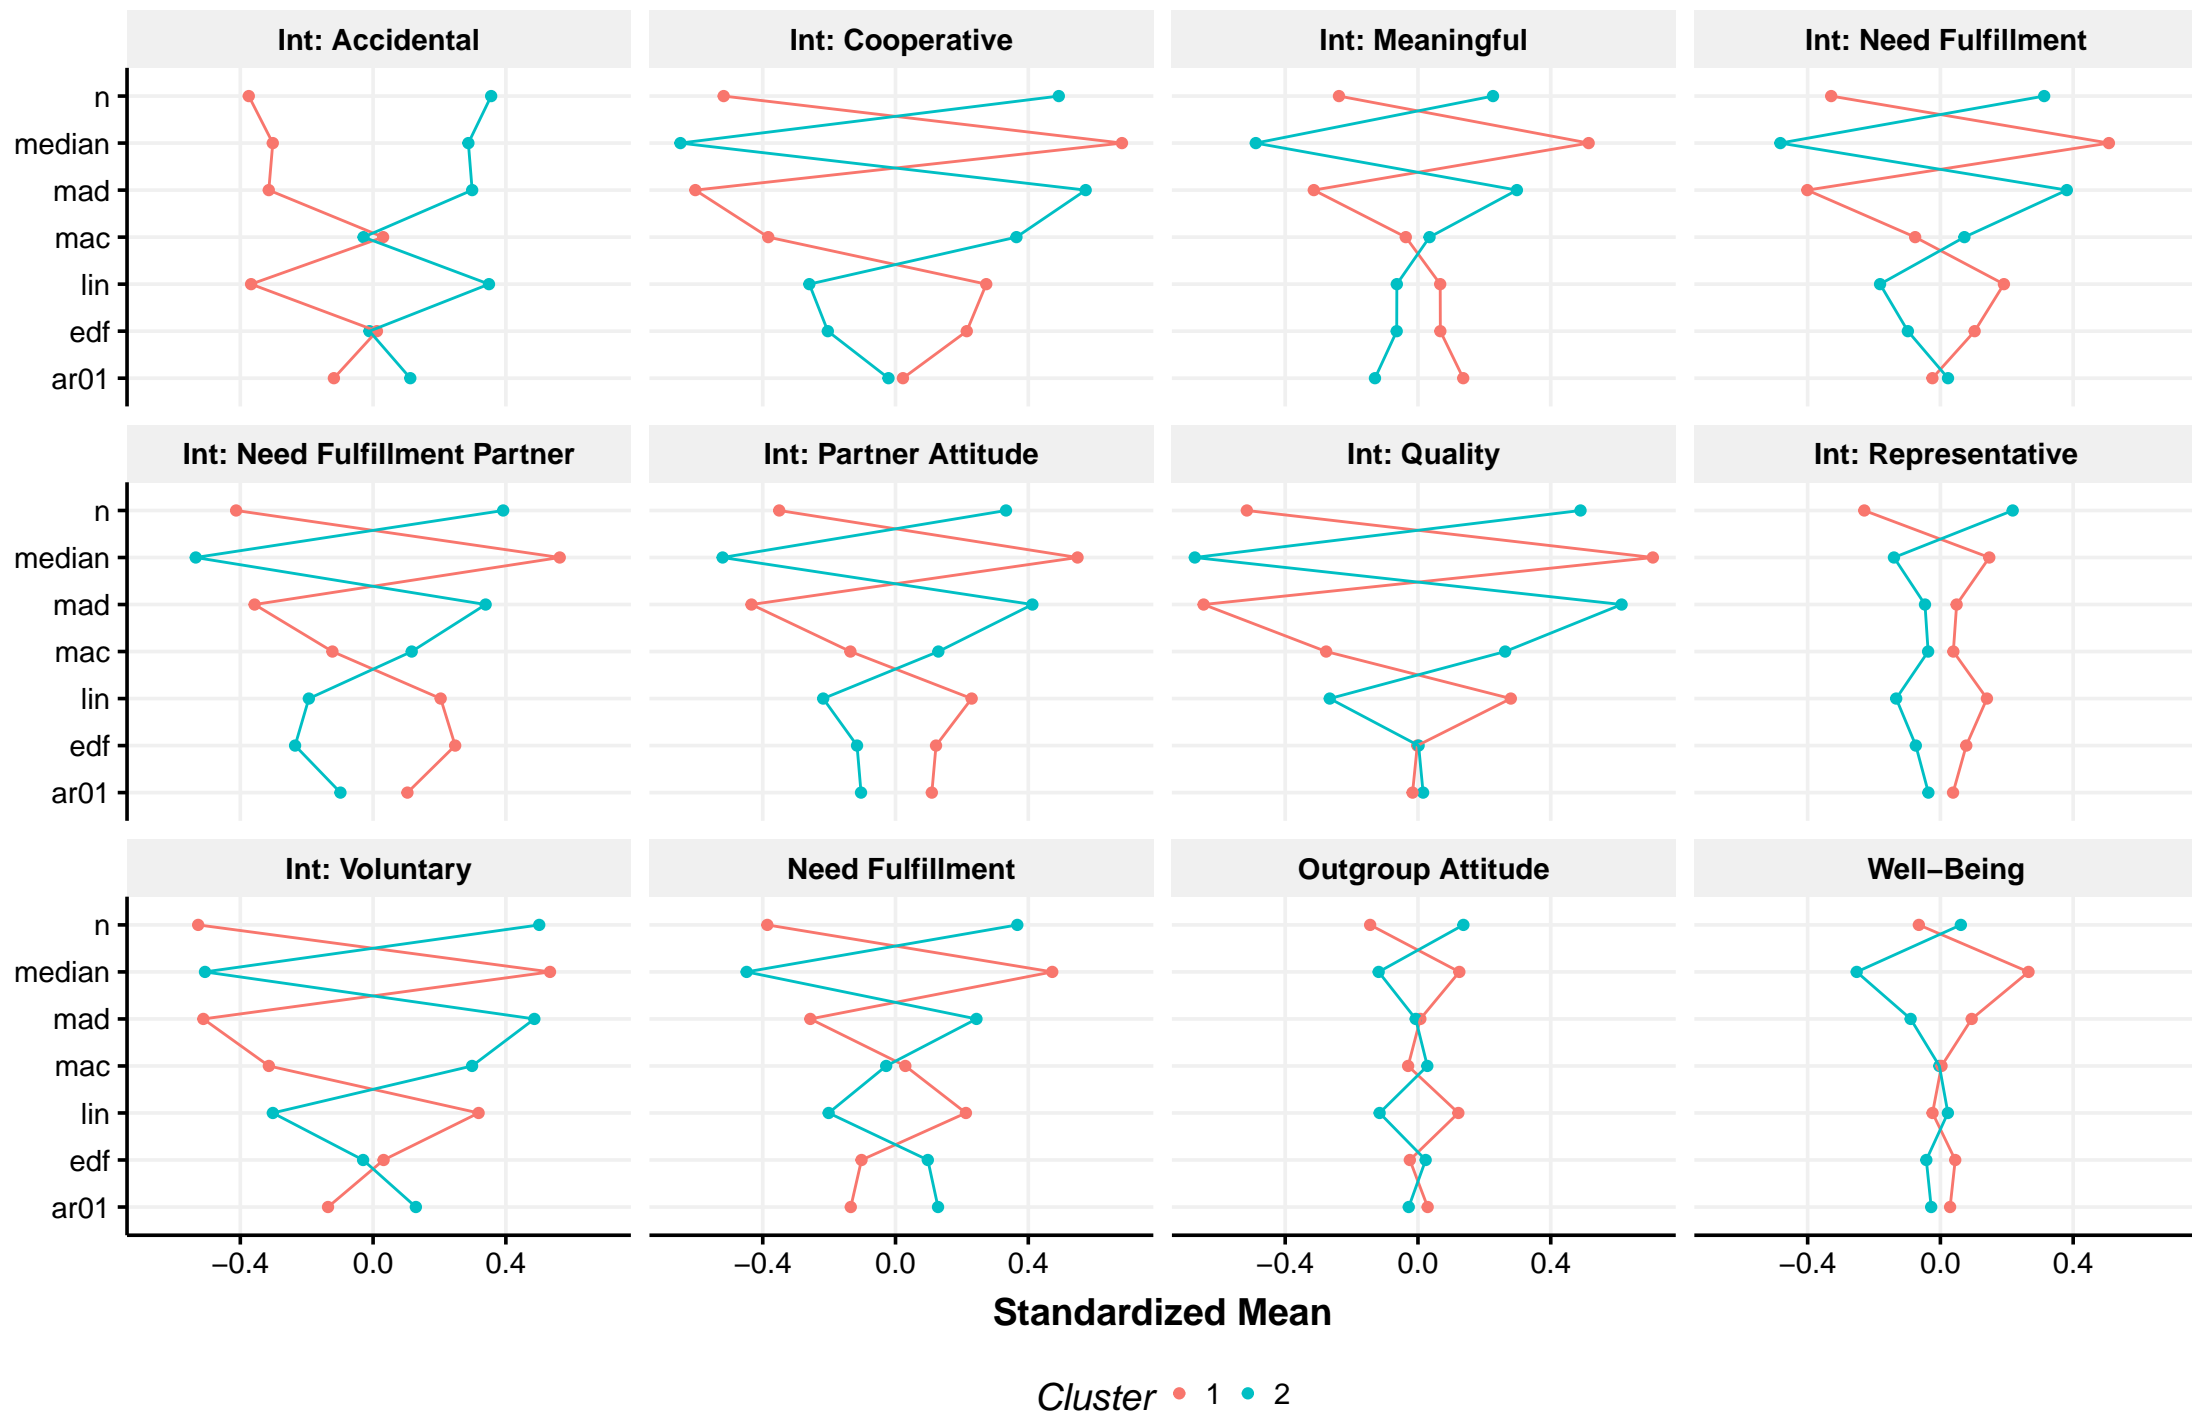 Int: Accidental Int: Cooperative Int: Meaningful Int: Need Fulfillment
n
median
mad
mac
lin
edf
ar01
Int: Need Fulfillment Partner Int: Partner Attitude Int: Quality Int: Representative
n
median
mad
mac
lin
edf
ar01
Int: Voluntary Need Fulfillment Outgroup Attitude Well−Being
n
median
mad
mac
lin
edf
ar01
−0.4 0.0 0.4 −0.4 0.0 0.4 −0.4 0.0 0.4 −0.4 0.0 0.4
Standardized Mean
Cluster 1 2